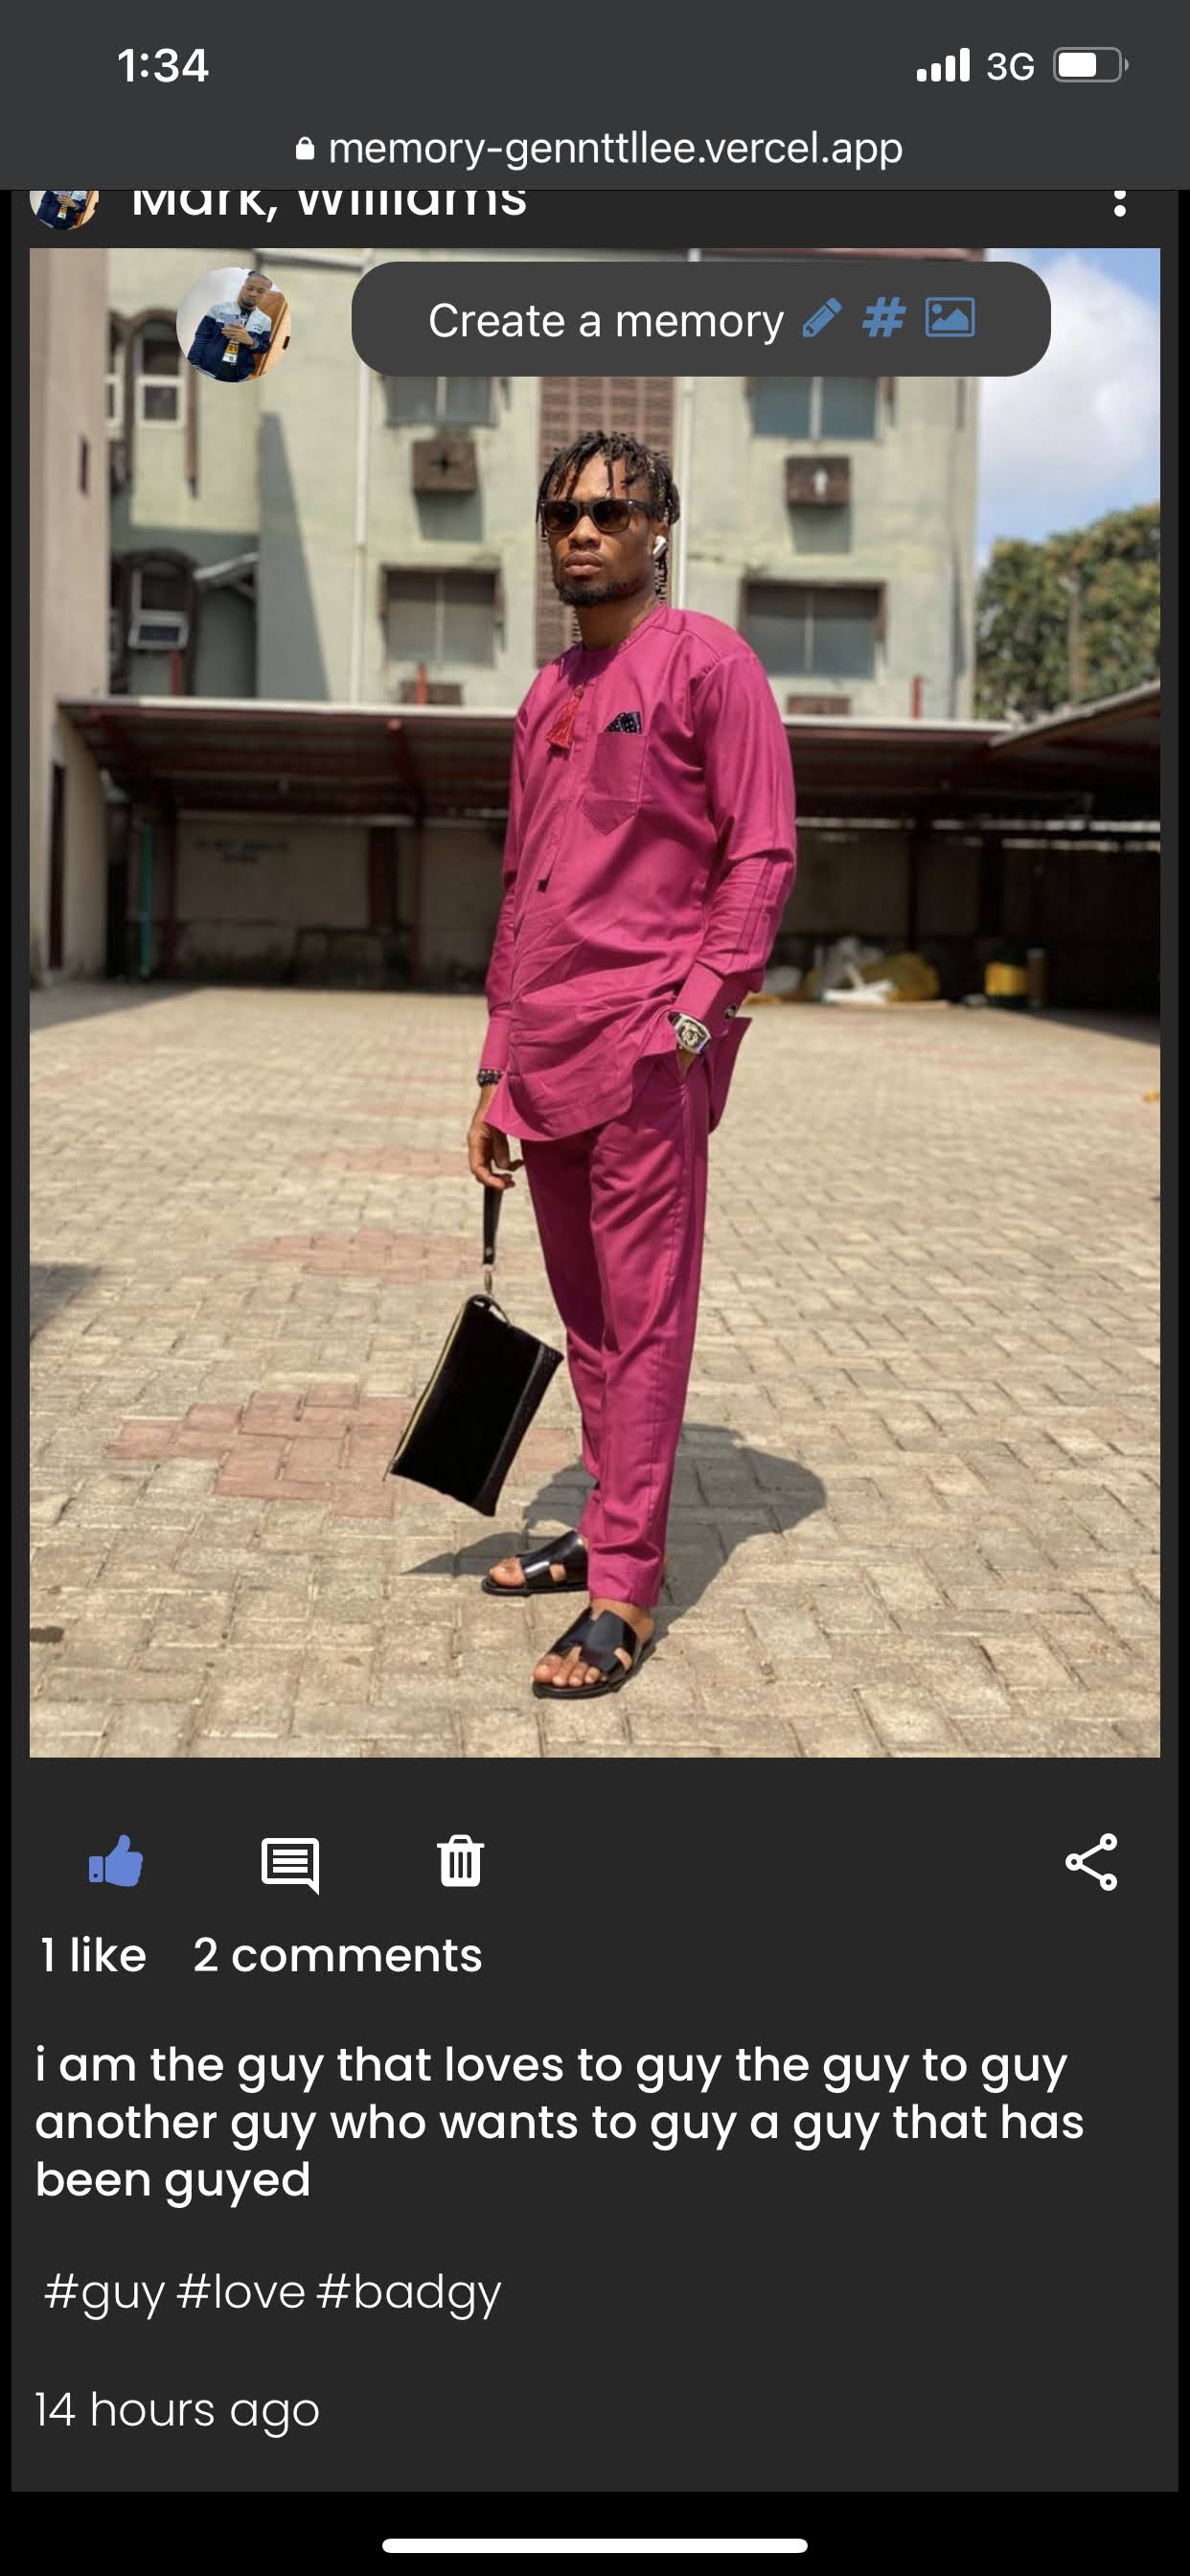 1:34
3G
memory-gennttllee.vercel.app
Mark, Williams
Create a memory #
1 like 2 comments
i am the guy that loves to guy the guy to guy
another guy who wants to guy a guy that has
been guyed
#guy #love #badgy
14 hours ago